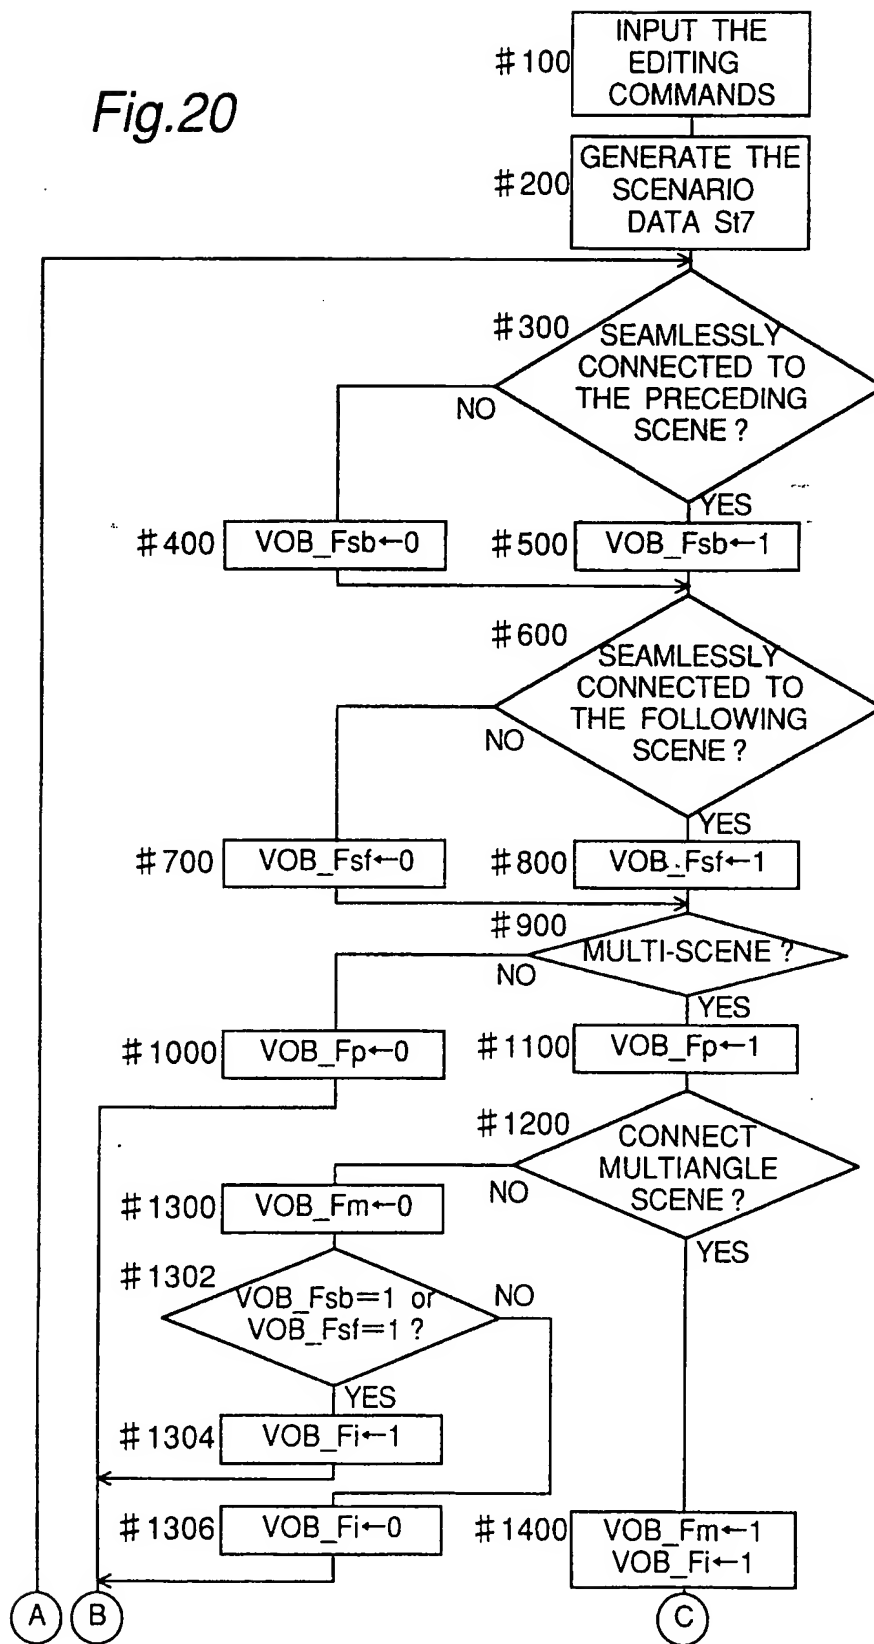 Fig.20
#100
INPUT THE
EDITING
COMMANDS
#200
GENERATE THE
SCENARIO
DATA St7
#300
SEAMLESSLY
CONNECTED TO
THE PRECEDING
SCENE ?
NO
YES
#400
VOB_Fsb←0
#500
VOB_Fsb←1
#600
SEAMLESSLY
CONNECTED TO
THE FOLLOWING
SCENE ?
NO
YES
#700
VOB_Fsf←0
#800
VOB_Fsf←1
#900
MULTI-SCENE ?
NO
YES
#1000
VOB_Fp←0
#1100
VOB_Fp←1
#1200
CONNECT
MULTIANGLE
SCENE ?
NO
YES
#1300
VOB_Fm←0
#1302
VOB_Fsb=1 or
VOB_Fsf=1 ?
NO
YES
#1304
VOB_Fi←1
#1306
VOB_Fi←0
#1400
VOB_Fm←1
VOB_Fi←1
A
B
C